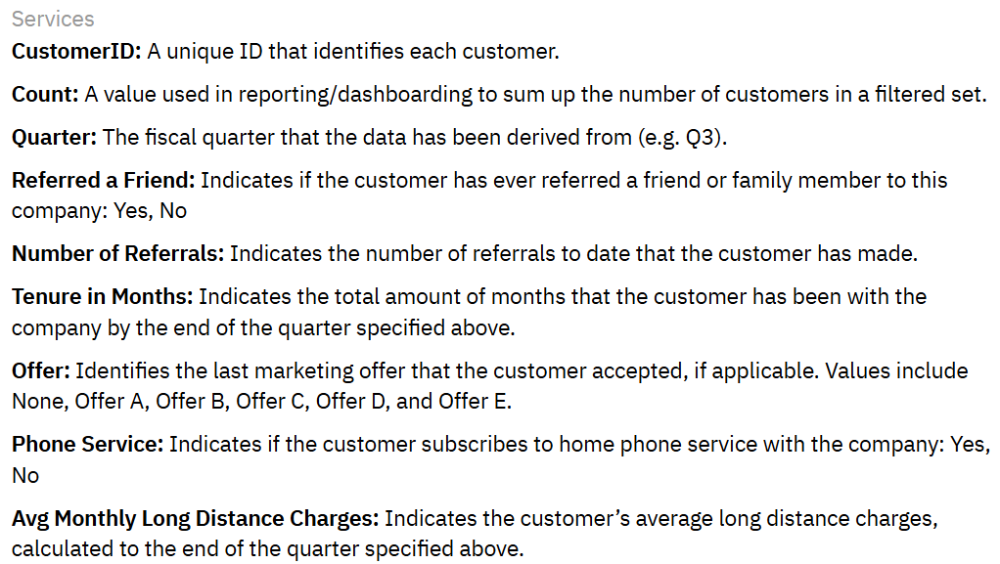 Services
CustomerID: A unique ID that identifies each customer.
Count: A value used in reporting/dashboarding to sum up the number of customers in a filtered set.
Quarter: The fiscal quarter that the data has been derived from (e.g. Q3).
Referred a Friend: Indicates if the customer has ever referred a friend or family member to this
company: Yes, No
Number of Referrals: Indicates the number of referrals to date that the customer has made.
Tenure in Months: Indicates the total amount of months that the customer has been with the
company by the end of the quarter specified above.
Offer: Identifies the last marketing offer that the customer accepted, if applicable. Values include
None, Offer A, Offer B, Offer C, Offer D, and Offer E.
Phone Service: Indicates if the customer subscribes to home phone service with the company: Yes,
No
Avg Monthly Long Distance Charges: Indicates the customer’s average long distance charges,
calculated to the end of the quarter specified above.